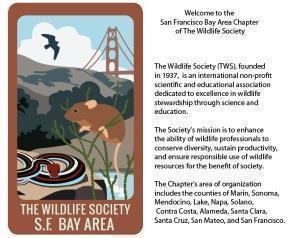 Welcome to the
San Francisco Bay Area Chapter
of The Wildlife Society
The Wildlife Society (TWS), founded
in 1937, is an international non-profit
scientific and educational association
dedicated to excellence in wildlife
stewardship through science and
education.
The Society's mission is to enhance
the ability of wildlife professionals to
conserve diversity, sustain productivity,
and ensure responsible use of wildlife
resources for the benefit of society.
The Chapter's area of organization
includes the counties of Marin, Sonoma,
Mendocino, Lake, Napa, Solano,
Contra Costa, Alameda, Santa Clara,
Santa Cruz, San Mateo, and San Francisco.
THE WILDLIFE SOCIETY
S.F. BAY AREA